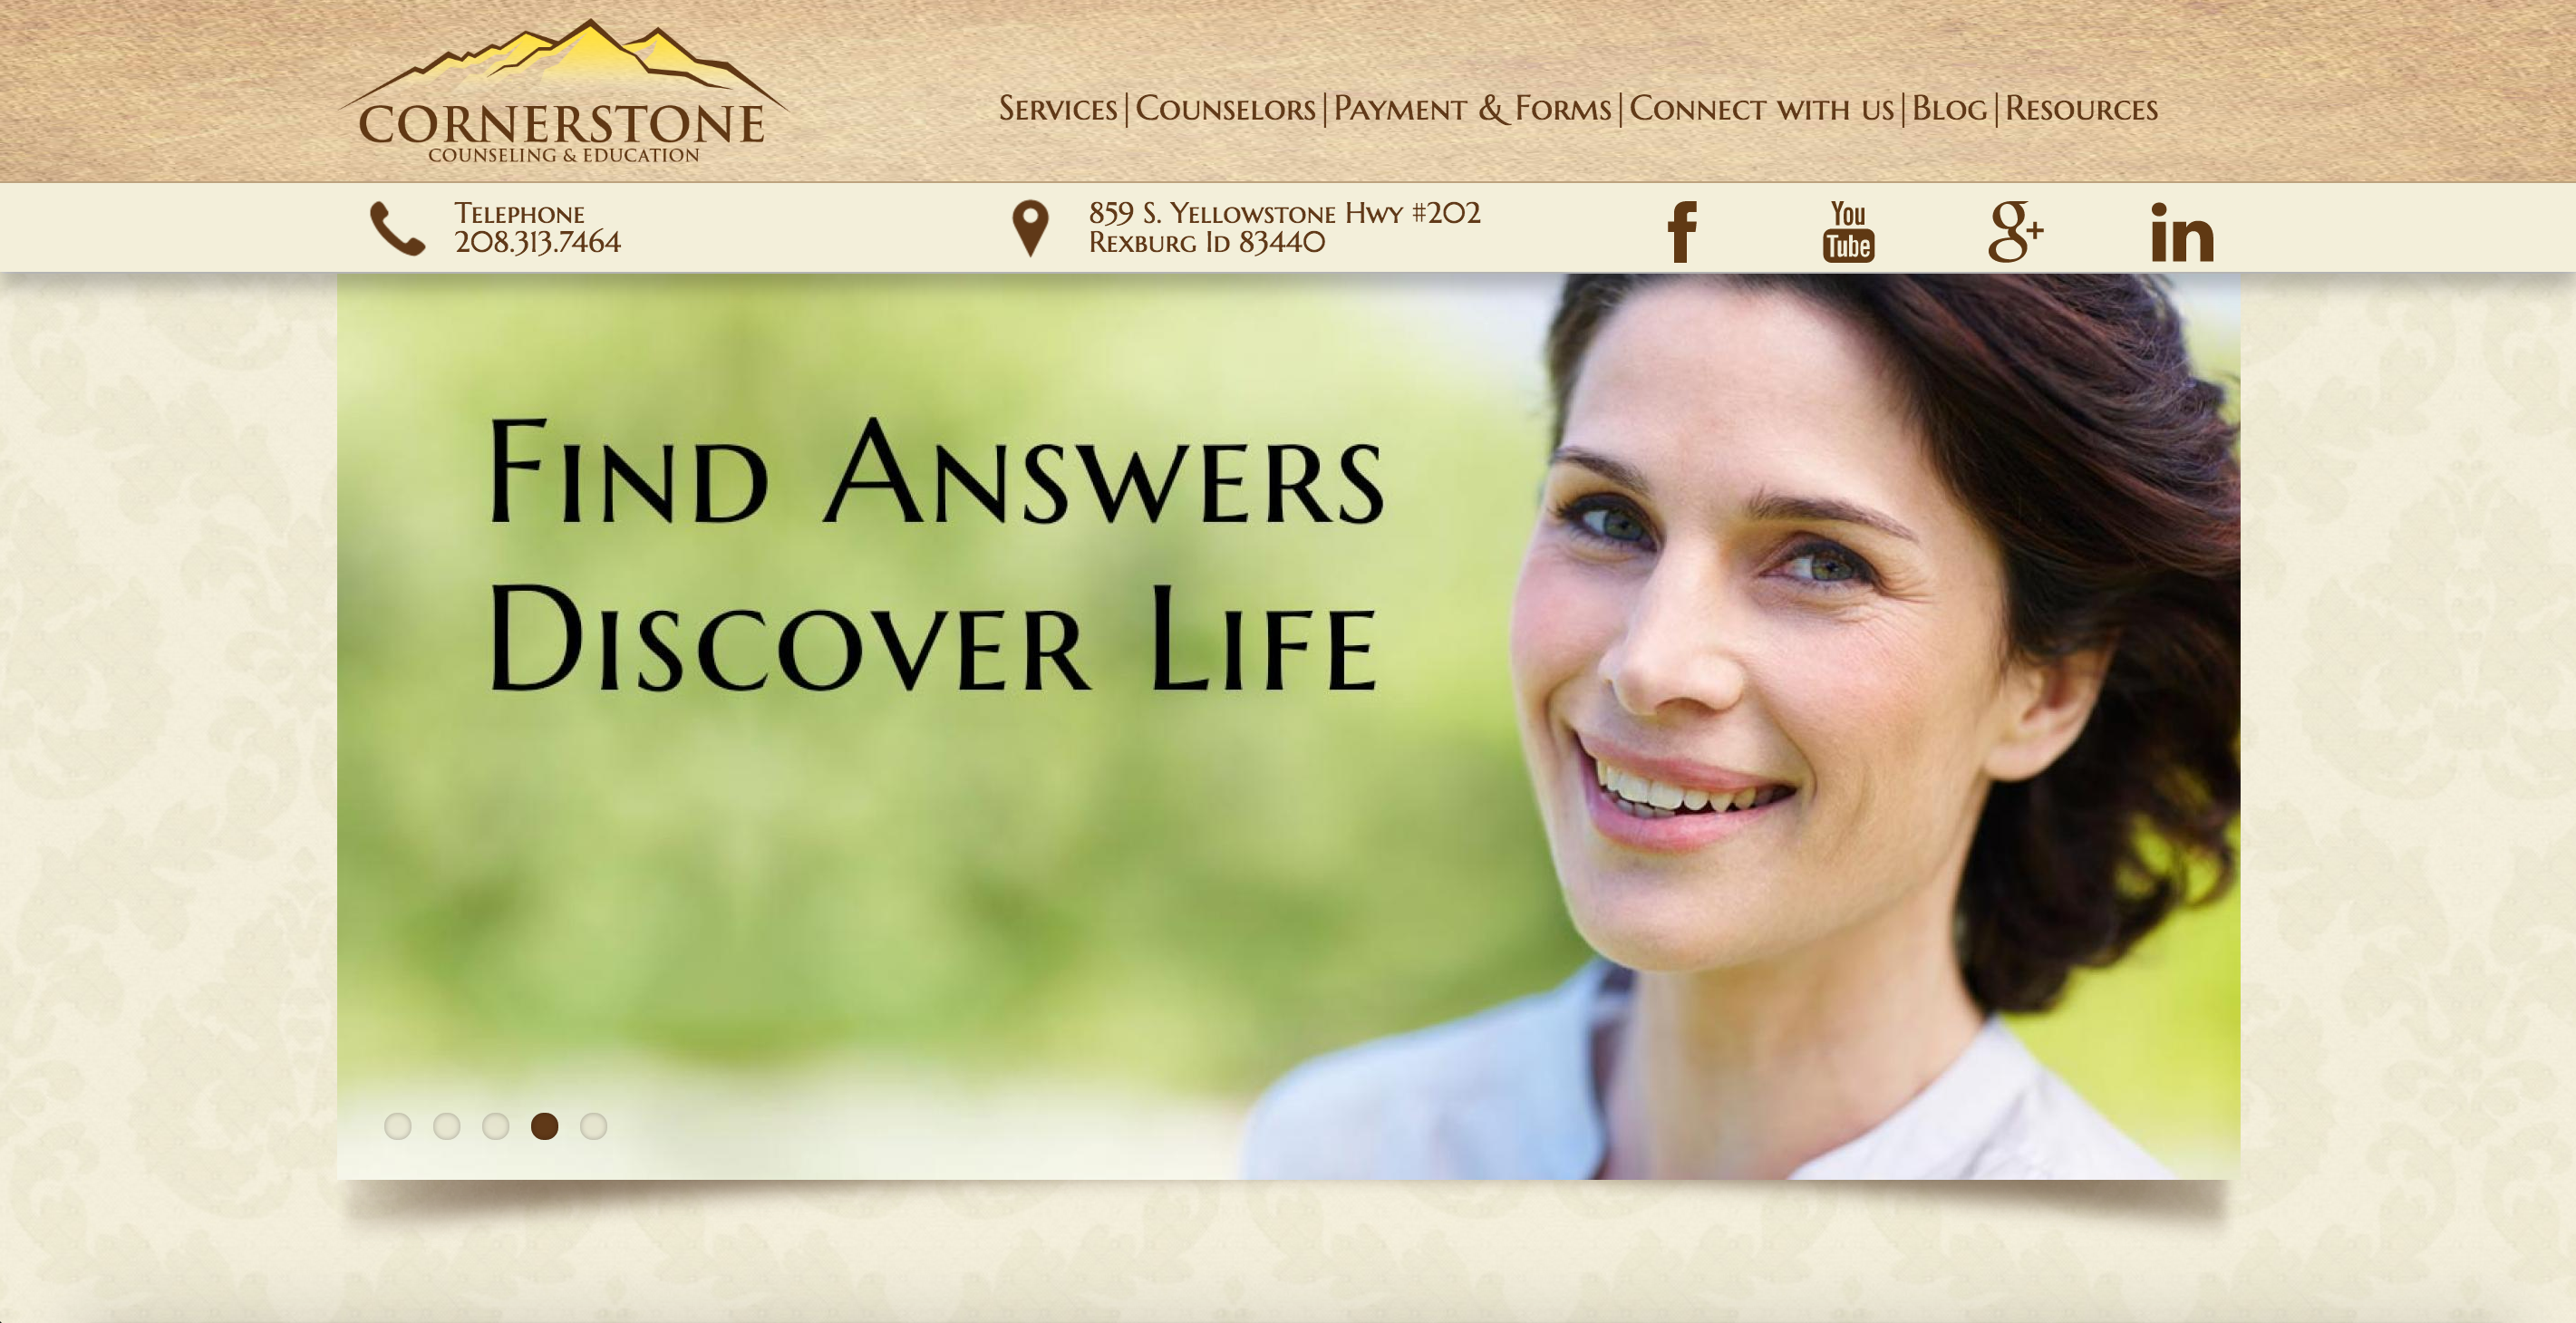 CORNERSTONE
COUNSELING & EDUCATION
Services|Counselors|Payment & Forms|Connect with us|Blog|Resources
Telephone
208.313.7464
859 S. Yellowstone Hwy #202
Rexburg Id 83440
f
You
Tube
g+
in
Find Answers
Discover Life